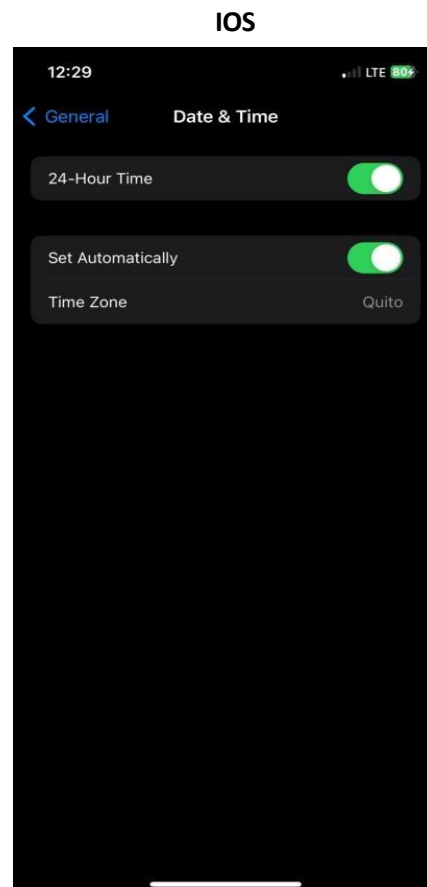 IOS
12:29
LTE 80
General Date & Time
24-Hour Time
Set Automatically
Time Zone Quito